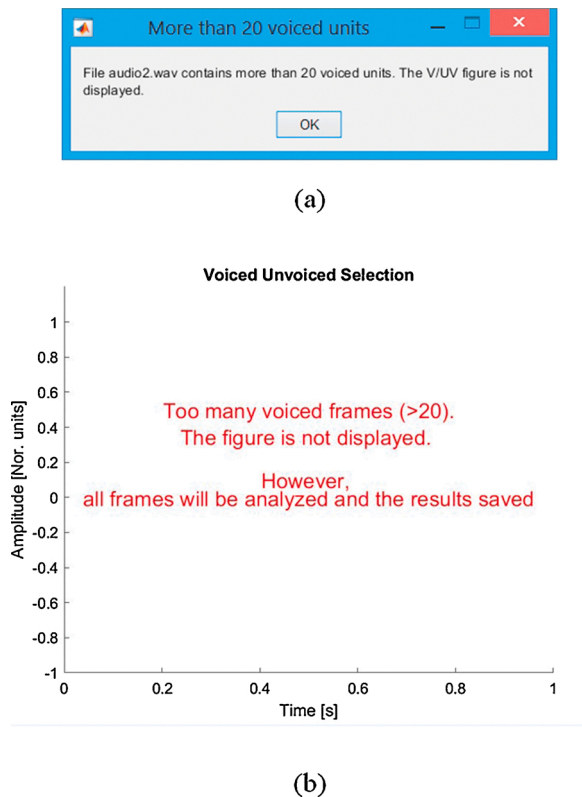 More than 20 voiced units
File audio2.wav contains more than 20 voiced units. The V/UV figure is not
displayed.
OK
(a)
Voiced Unvoiced Selection
Amplitude [Nor. units]
1
0.8
0.6
0.4
0.2
0
-0.2
-0.4
-0.6
-0.8
-1
Too many voiced frames (>20).
The figure is not displayed.
However,
all frames will be analyzed and the results saved
0 0.2 0.4 0.6 0.8 1
Time [s]
(b)